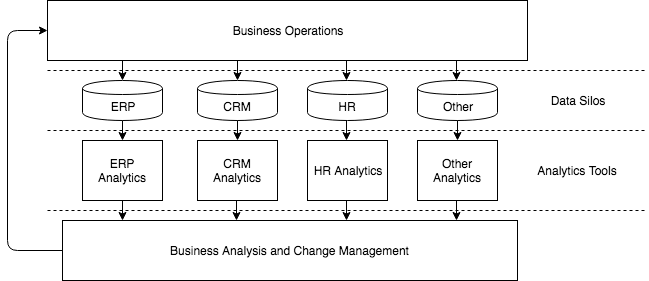 Business Operations
ERP
CRM
HR
Other
Data Silos
ERP
Analytics
CRM
Analytics
HR Analytics
Other
Analytics
Analytics Tools
Business Analysis and Change Management